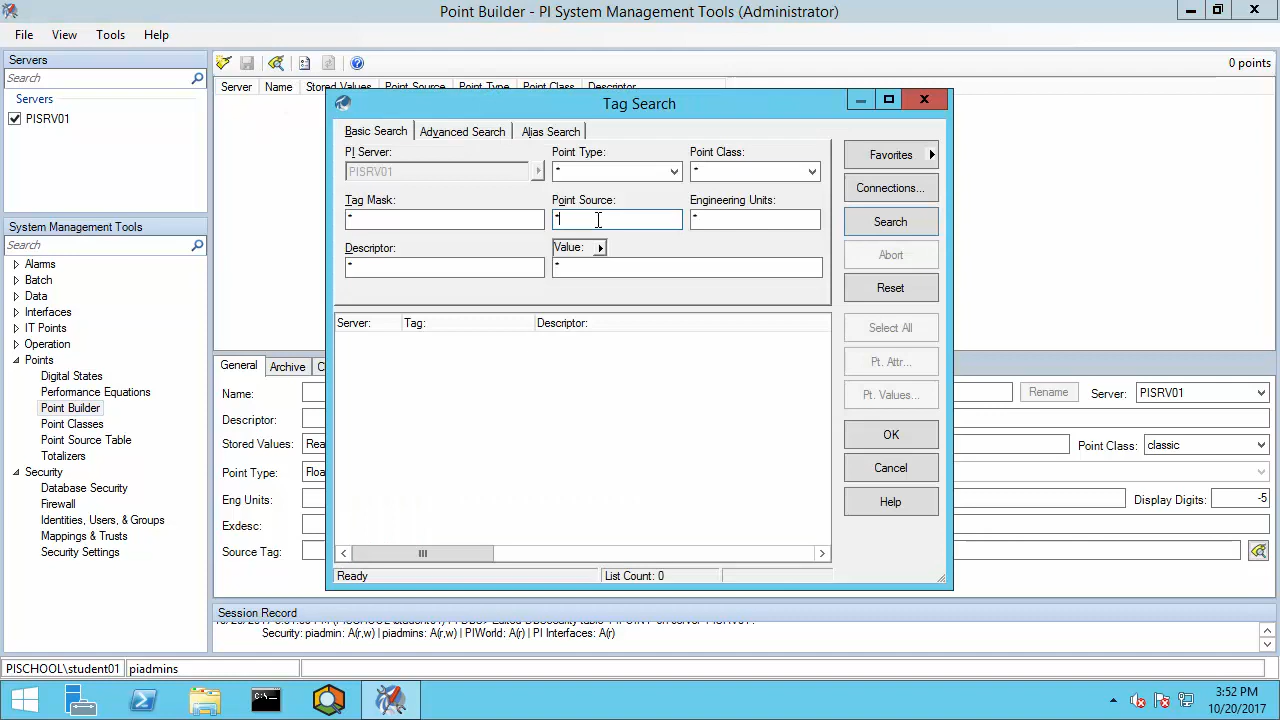 Point Builder - PI System Management Tools (Administrator)
File View Tools Help
Servers
Search
Servers
PISRV01
System Management Tools
Search
Alarms
Batch
Data
Interfaces
IT Points
Operation
Points
Digital States
Performance Equations
Point Builder
Point Classes
Point Source Table
Totalizers
Security
Database Security
Firewall
Identities, Users, & Groups
Mappings & Trusts
Security Settings
0 points
Server Name Stored Values Point Source Point Type Point Class Descriptor
Tag Search
Basic Search Advanced Search Alias Search
PI Server: Point Type: Point Class:
PISRV01 * *
Tag Mask: Point Source: Engineering Units:
* * *
Descriptor: Value:
* *
Server: Tag: Descriptor:
Ready List Count: 0
Favorites
Connections...
Search
Abort
Reset
Select All
Pt. Attr...
Pt. Values...
OK
Cancel
Help
General Archive
Name: Rename Server: PISRV01
Descriptor:
Stored Values: Point Class: classic
Point Type:
Eng Units: Display Digits: -5
Exdesc:
Source Tag:
Session Record
Security: piadmin: A(r,w) | piadmins: A(r,w) | PIWorld: A(r) | PI Interfaces: A(r)
PISCHOOL\student01 piadmins
3:52 PM
10/20/2017